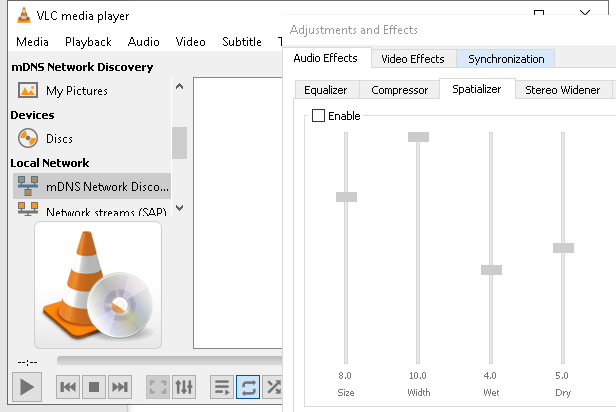 VLC media player
Media Playback Audio Video Subtitle
mDNS Network Discovery
My Pictures
Devices
Discs
Local Network
mDNS Network Disco...
Network streams (SAP)
--:--
Adjustments and Effects
Audio Effects Video Effects Synchronization
Equalizer Compressor Spatializer Stereo Widener
Enable
8.0 10.0 4.0 5.0
Size Width Wet Dry